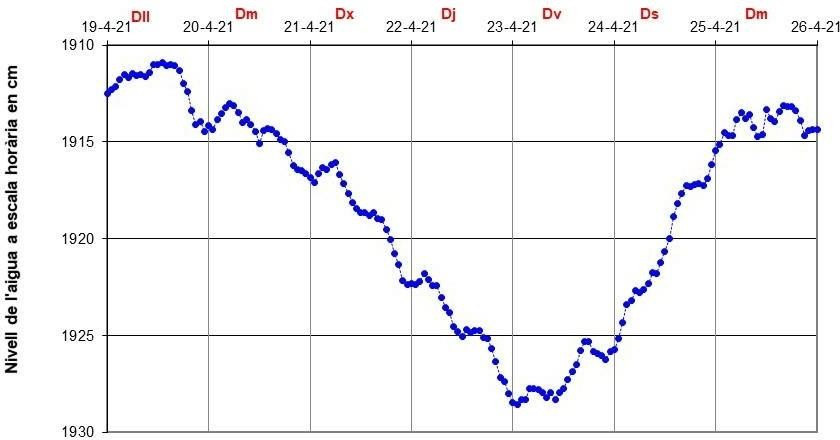 Dll Dm Dx Dj Dv Ds Dm
19-4-21 20-4-21 21-4-21 22-4-21 23-4-21 24-4-21 25-4-21 26-4-21
1910
1915
1920
1925
1930
Nivell de l'aigua a escala horària en cm